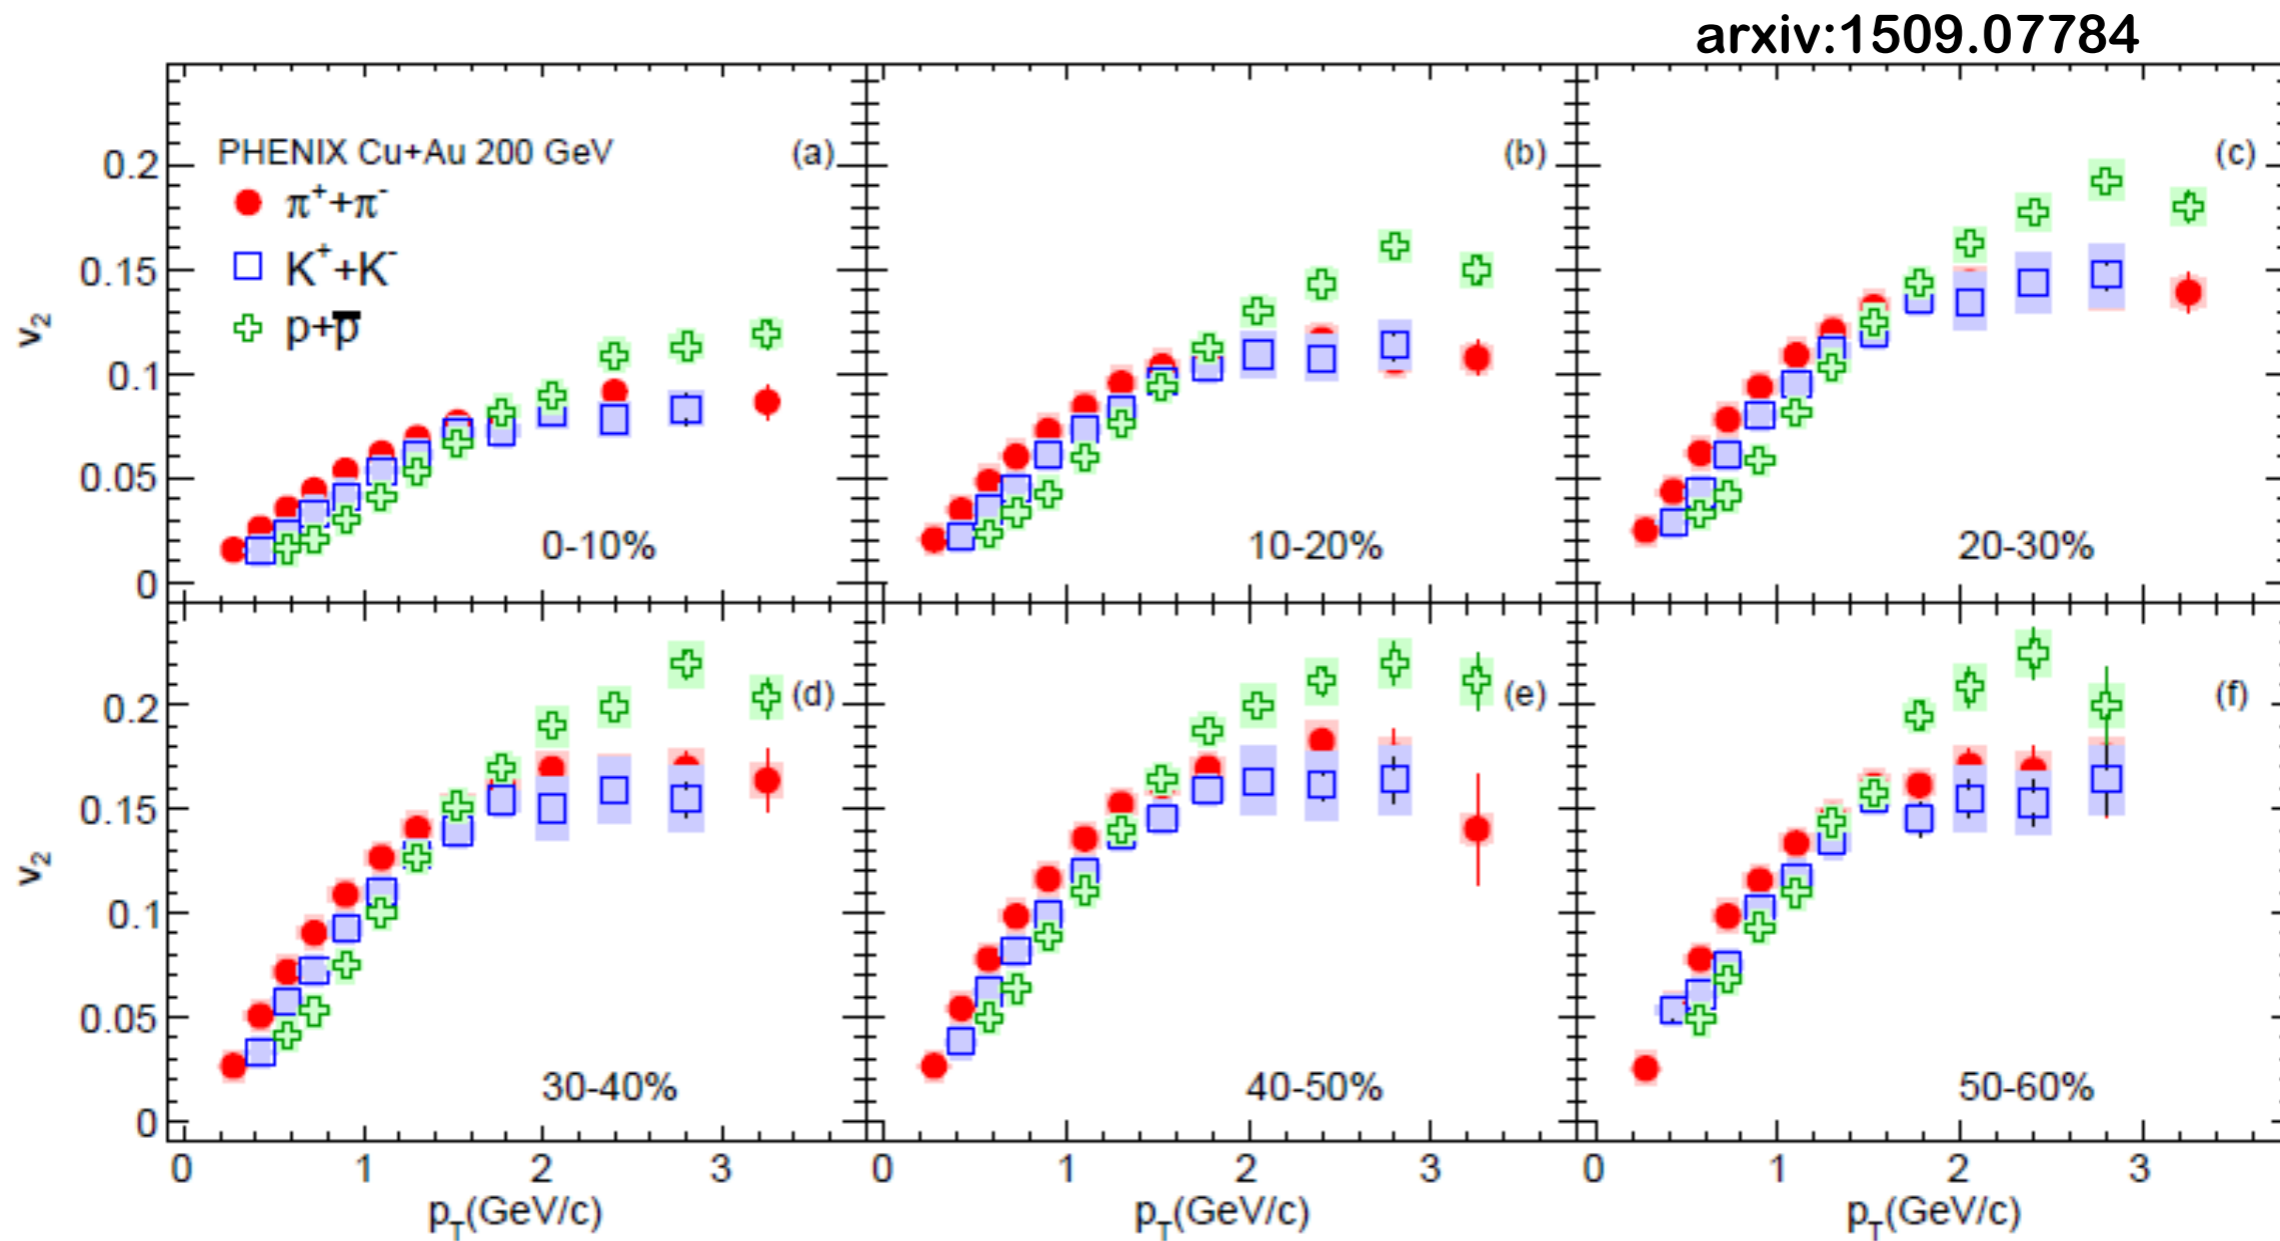 arxiv:1509.07784
PHENIX Cu+Au 200 GeV
(a)
(b)
(c)
π⁺+π⁻
K⁺+K⁻
p+p̅
0.2
0.15
0.1
0.05
0
v₂
0-10%
10-20%
20-30%
(d)
(e)
(f)
0.2
0.15
0.1
0.05
0
v₂
30-40%
40-50%
50-60%
0 1 2 3 0 1 2 3 0 1 2 3
p_T(GeV/c) p_T(GeV/c) p_T(GeV/c)